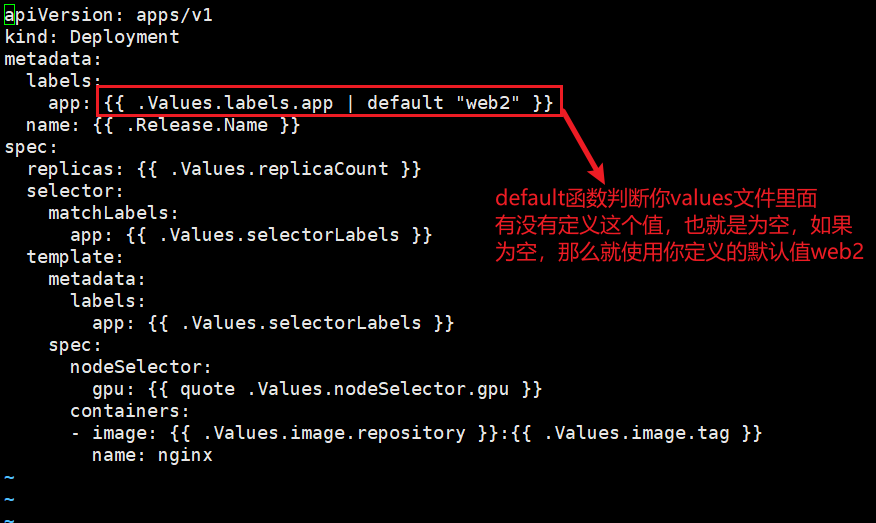 apiVersion: apps/v1
kind: Deployment
metadata:
  labels:
    app: {{ .Values.labels.app | default "web2" }}
  name: {{ .Release.Name }}
spec:
  replicas: {{ .Values.replicaCount }}
  selector:
    matchLabels:
      app: {{ .Values.selectorLabels }}
  template:
    metadata:
      labels:
        app: {{ .Values.selectorLabels }}
    spec:
      nodeSelector:
        gpu: {{ quote .Values.nodeSelector.gpu }}
      containers:
      - image: {{ .Values.image.repository }}:{{ .Values.image.tag }}
        name: nginx
~
~
~
default函数判断你values文件里面
有没有定义这个值，也就是为空，如果
为空，那么就使用你定义的默认值web2